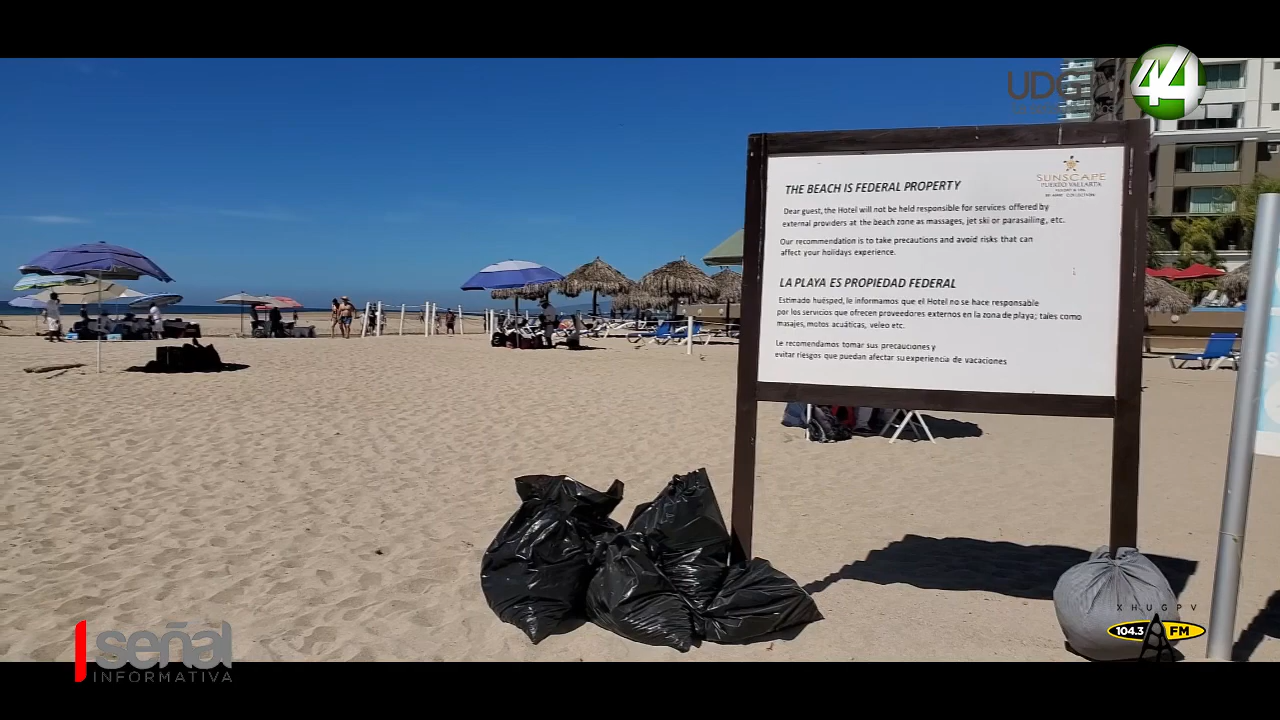 UDG
44
SUNSCAPE
PUERTO VALLARTA
RESORT & SPA
THE BEACH IS FEDERAL PROPERTY
Dear guest, the Hotel will not be held responsible for services offered by
external providers at the beach zone as massages, jet ski or parasailing, etc.
Our recommendation is to take precautions and avoid risks that can
affect your holidays experience.
LA PLAYA ES PROPIEDAD FEDERAL
Estimado huésped, le informamos que el Hotel no se hace responsable
por los servicios que ofrecen proveedores externos en la zona de playa; tales como
masajes, motos acuáticas, veleo etc.
Le recomendamos tomar sus precauciones y
evitar riesgos que puedan afectar su experiencia de vacaciones
XHUGPV
104.3 FM
señal
INFORMATIVA